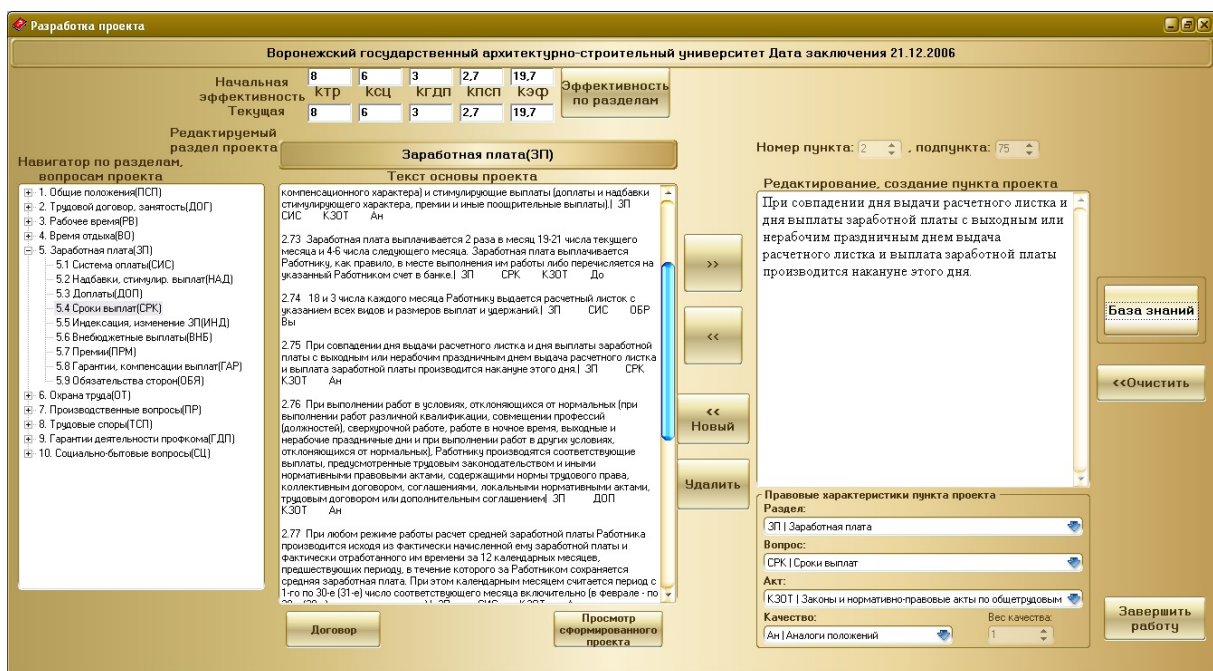 Разработка проекта
Воронежский государственный архитектурно-строительный университет Дата заключения 21.12.2006
Начальная эффективность
8 6 3 2,7 19,7
kтр kсц kгдп kпсп kэф
Текущая
8 6 3 2,7 19,7
Эффективность
по разделам
Редактируемый
раздел проекта
Заработная плата(ЗП)
Номер пункта: 2 , подпункта: 75
Навигатор по разделам,
вопросам проекта
1. Общие положения(ПСП)
2. Трудовой договор, занятость(ДОГ)
3. Рабочее время(РВ)
4. Время отдыха(ВО)
5. Заработная плата(ЗП)
5.1 Система оплаты(СИС)
5.2 Надбавки, стимулир. выплат(НАД)
5.3 Доплаты(ДОП)
5.4 Сроки выплат(СРК)
5.5 Индексация, изменение ЗП(ИНД)
5.6 Внебюджетные выплаты(ВНБ)
5.7 Премии(ПРМ)
5.8 Гарантии, компенсации выплат(ГАР)
5.9 Обязательства сторон(ОБЯ)
6. Охрана труда(ОТ)
7. Производственные вопросы(ПР)
8. Трудовые споры(ТСП)
9. Гарантии деятельности профкома(ГДП)
10. Социально-бытовые вопросы(СЦ)
Текст основы проекта
компенсационного характера) и стимулирующие выплаты (доплаты и надбавки
стимулирующего характера, премии и иные поощрительные выплаты).| ЗП
СИС КЗОТ Ан
2.73 Заработная плата выплачивается 2 раза в месяц 19-21 числа текущего
месяца и 4-6 числа следующего месяца. Заработная плата выплачивается
Работнику, как правило, в месте выполнения им работы либо перечисляется на
указанный Работником счет в банке.| ЗП СРК КЗОТ До
2.74 18 и 3 числа каждого месяца Работнику выдается расчетный листок с
указанием всех видов и размеров выплат и удержаний.| ЗП СИС ОБР
Вы
2.75 При совпадении дня выдачи расчетного листка и дня выплаты заработной
платы с выходным или нерабочим праздничным днем выдача расчетного листка
и выплата заработной платы производится накануне этого дня.| ЗП СРК
КЗОТ Ан
2.76 При выполнении работ в условиях, отклоняющихся от нормальных (при
выполнении работ различной квалификации, совмещении профессий
(должностей), сверхурочной работе, работе в ночное время, выходные и
нерабочие праздничные дни и при выполнении работ в других условиях,
отклоняющихся от нормальных), Работнику производятся соответствующие
выплаты, предусмотренные трудовым законодательством и иными
нормативными правовыми актами, содержащими нормы трудового права,
коллективным договором, соглашениями, локальными нормативными актами,
трудовым договором или дополнительным соглашением| ЗП ДОП
КЗОТ Ан
2.77 При любом режиме работы расчет средней заработной платы Работника
производится исходя из фактически начисленной ему заработной платы и
фактически отработанного им времени за 12 календарных месяцев,
предшествующих периоду, в течение которого за Работником сохраняется
средняя заработная плата. При этом календарным месяцем считается период с
1-го по 30-е (31-е) число соответствующего месяца включительно (в феврале - по
>>
<<
<<
Новый
Удалить
Договор
Просмотр
сформированного
проекта
Редактирование, создание пункта проекта
При совпадении дня выдачи расчетного листка и
дня выплаты заработной платы с выходным или
нерабочим праздничным днем выдача
расчетного листка и выплата заработной платы
производится накануне этого дня.
Правовые характеристики пункта проекта
Раздел:
ЗП | Заработная плата
Вопрос:
СРК | Сроки выплат
Акт:
КЗОТ | Законы и нормативно-правовые акты по общетрудовым
Качество:
Вес качества:
Ан | Аналоги положений
1
База знаний
<<Очистить
Завершить
работу